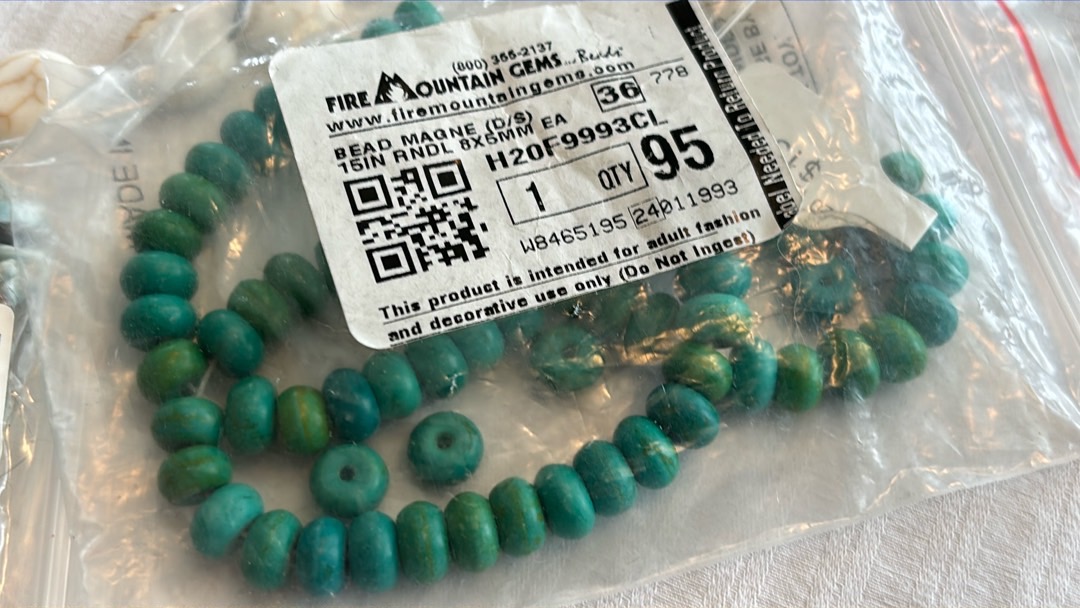 (800) 355-2137
FIRE MOUNTAIN GEMS ...and Beads
www.firemountaingems.com
BEAD MAGNE (D/S) 36 778
15IN RNDL 8X5MM EA
H20F9993CL
1 QTY 95
W8465195 24011993
This product is intended for adult fashion
and decorative use only (Do Not Ingest)
Label Needed To Return Product